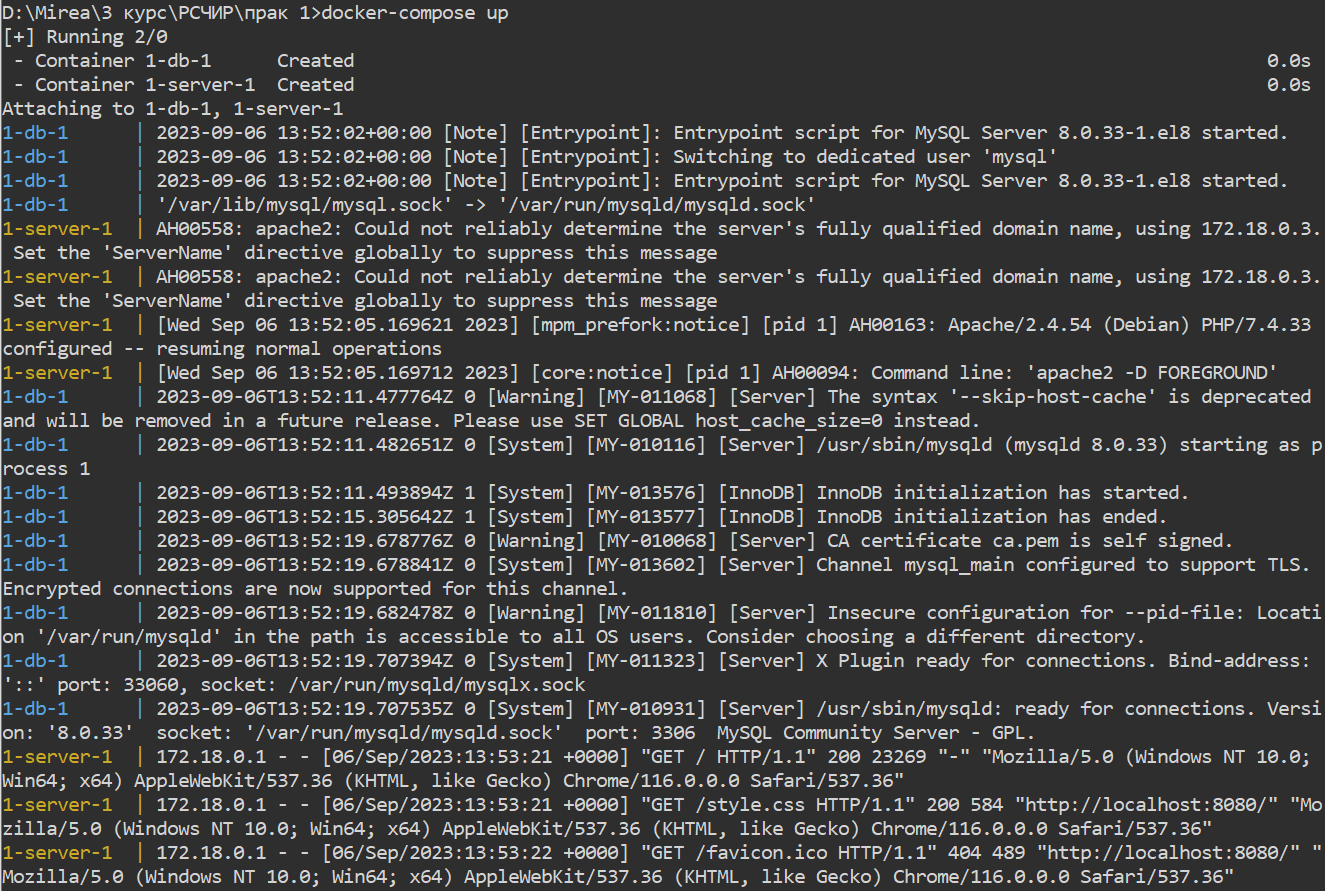 D:\Mirea\3 курс\РСЧИР\прак 1>docker-compose up
[+] Running 2/0
 - Container 1-db-1      Created                                                                                   0.0s
 - Container 1-server-1  Created                                                                                   0.0s
Attaching to 1-db-1, 1-server-1
1-db-1      | 2023-09-06 13:52:02+00:00 [Note] [Entrypoint]: Entrypoint script for MySQL Server 8.0.33-1.el8 started.
1-db-1      | 2023-09-06 13:52:02+00:00 [Note] [Entrypoint]: Switching to dedicated user 'mysql'
1-db-1      | 2023-09-06 13:52:02+00:00 [Note] [Entrypoint]: Entrypoint script for MySQL Server 8.0.33-1.el8 started.
1-db-1      | '/var/lib/mysql/mysql.sock' -> '/var/run/mysqld/mysqld.sock'
1-server-1  | AH00558: apache2: Could not reliably determine the server's fully qualified domain name, using 172.18.0.3.
 Set the 'ServerName' directive globally to suppress this message
1-server-1  | AH00558: apache2: Could not reliably determine the server's fully qualified domain name, using 172.18.0.3.
 Set the 'ServerName' directive globally to suppress this message
1-server-1  | [Wed Sep 06 13:52:05.169621 2023] [mpm_prefork:notice] [pid 1] AH00163: Apache/2.4.54 (Debian) PHP/7.4.33
configured -- resuming normal operations
1-server-1  | [Wed Sep 06 13:52:05.169712 2023] [core:notice] [pid 1] AH00094: Command line: 'apache2 -D FOREGROUND'
1-db-1      | 2023-09-06T13:52:11.477764Z 0 [Warning] [MY-011068] [Server] The syntax '--skip-host-cache' is deprecated
and will be removed in a future release. Please use SET GLOBAL host_cache_size=0 instead.
1-db-1      | 2023-09-06T13:52:11.482651Z 0 [System] [MY-010116] [Server] /usr/sbin/mysqld (mysqld 8.0.33) starting as p
rocess 1
1-db-1      | 2023-09-06T13:52:11.493894Z 1 [System] [MY-013576] [InnoDB] InnoDB initialization has started.
1-db-1      | 2023-09-06T13:52:15.305642Z 1 [System] [MY-013577] [InnoDB] InnoDB initialization has ended.
1-db-1      | 2023-09-06T13:52:19.678776Z 0 [Warning] [MY-010068] [Server] CA certificate ca.pem is self signed.
1-db-1      | 2023-09-06T13:52:19.678841Z 0 [System] [MY-013602] [Server] Channel mysql_main configured to support TLS.
Encrypted connections are now supported for this channel.
1-db-1      | 2023-09-06T13:52:19.682478Z 0 [Warning] [MY-011810] [Server] Insecure configuration for --pid-file: Locati
on '/var/run/mysqld' in the path is accessible to all OS users. Consider choosing a different directory.
1-db-1      | 2023-09-06T13:52:19.707394Z 0 [System] [MY-011323] [Server] X Plugin ready for connections. Bind-address:
'::' port: 33060, socket: /var/run/mysqld/mysqlx.sock
1-db-1      | 2023-09-06T13:52:19.707535Z 0 [System] [MY-010931] [Server] /usr/sbin/mysqld: ready for connections. Versi
on: '8.0.33'  socket: '/var/run/mysqld/mysqld.sock'  port: 3306  MySQL Community Server - GPL.
1-server-1  | 172.18.0.1 - - [06/Sep/2023:13:53:21 +0000] "GET / HTTP/1.1" 200 23269 "-" "Mozilla/5.0 (Windows NT 10.0;
Win64; x64) AppleWebKit/537.36 (KHTML, like Gecko) Chrome/116.0.0.0 Safari/537.36"
1-server-1  | 172.18.0.1 - - [06/Sep/2023:13:53:21 +0000] "GET /style.css HTTP/1.1" 200 584 "http://localhost:8080/" "Mo
zilla/5.0 (Windows NT 10.0; Win64; x64) AppleWebKit/537.36 (KHTML, like Gecko) Chrome/116.0.0.0 Safari/537.36"
1-server-1  | 172.18.0.1 - - [06/Sep/2023:13:53:22 +0000] "GET /favicon.ico HTTP/1.1" 404 489 "http://localhost:8080/" "
Mozilla/5.0 (Windows NT 10.0; Win64; x64) AppleWebKit/537.36 (KHTML, like Gecko) Chrome/116.0.0.0 Safari/537.36"